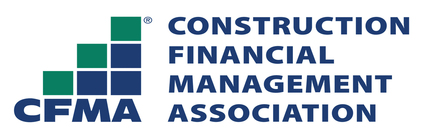 ®
CFMA
CONSTRUCTION
FINANCIAL
MANAGEMENT
ASSOCIATION